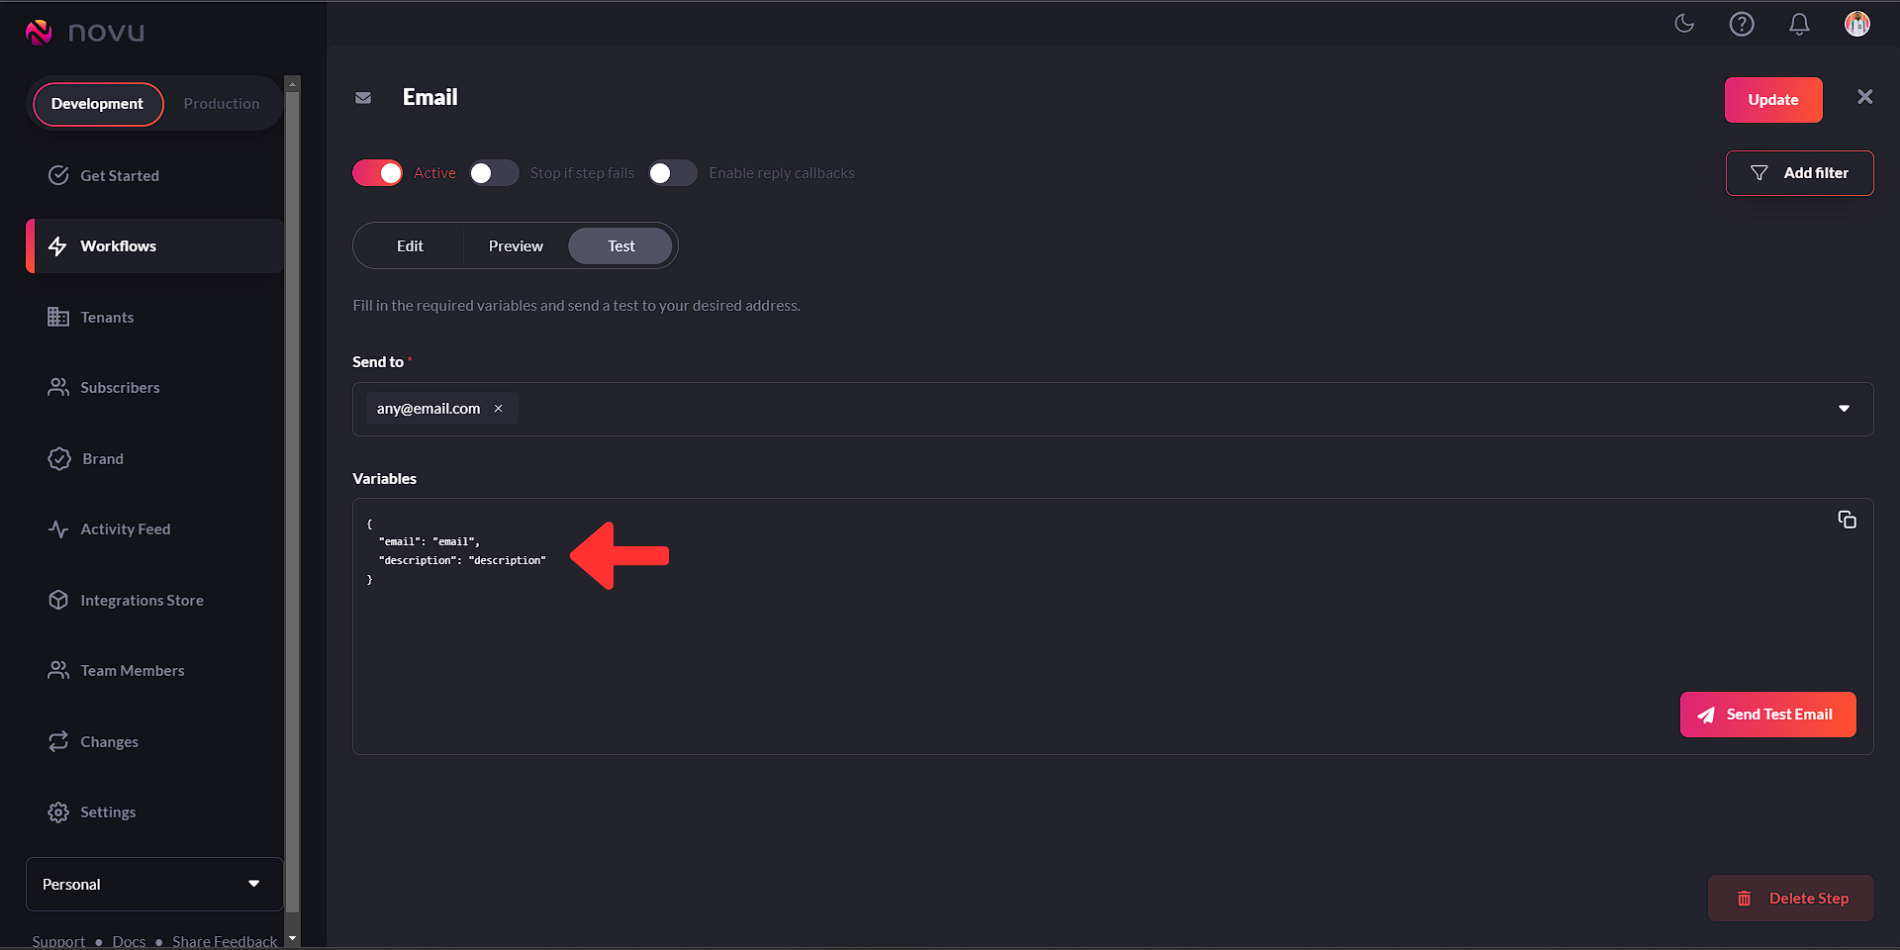 novu
Development
Production
Get Started
Workflows
Tenants
Subscribers
Brand
Activity Feed
Integrations Store
Team Members
Changes
Settings
Personal
Support • Docs • Share Feedback
Email
Update
Active
Stop if step fails
Enable reply callbacks
Add filter
Edit
Preview
Test
Fill in the required variables and send a test to your desired address.
Send to *
any@email.com
Variables
{
"email": "email",
"description": "description"
}
Send Test Email
Delete Step